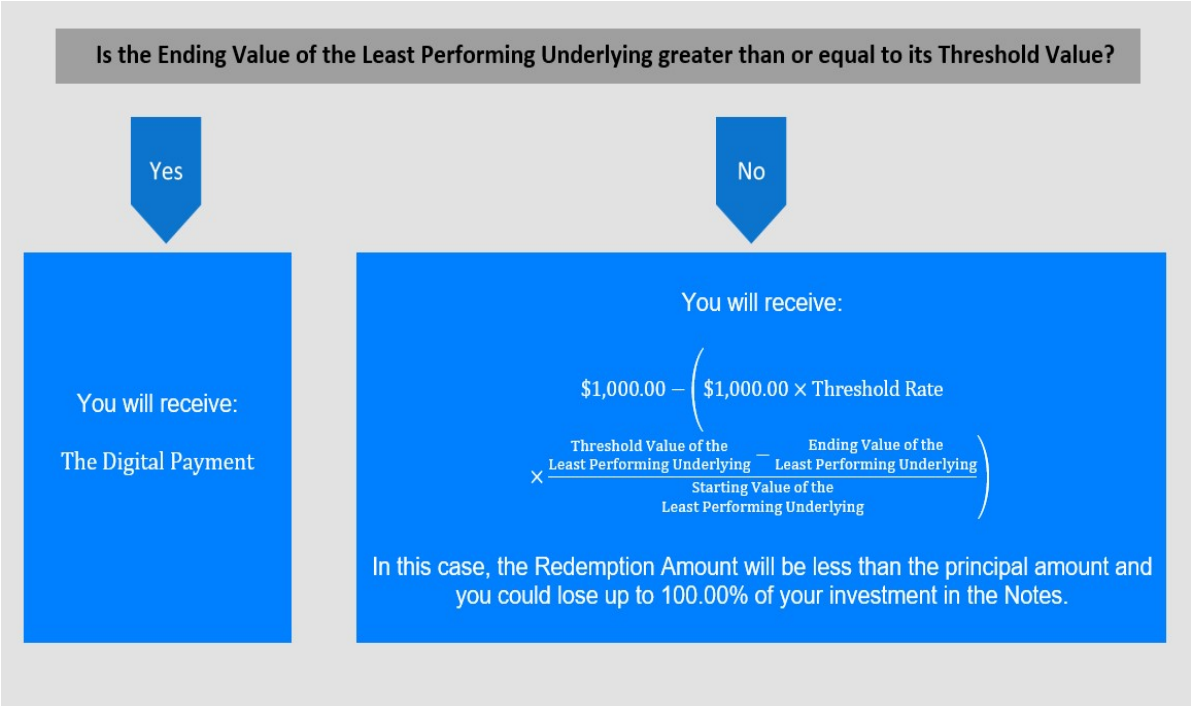 Is the Ending Value of the Least Performing Underlying greater than or equal to its Threshold Value?
Yes
No
You will receive:
The Digital Payment
You will receive:
$1,000.00 − ( $1,000.00 × Threshold Rate
Threshold Value of the − Ending Value of the
× Least Performing Underlying Least Performing Underlying )
Starting Value of the
Least Performing Underlying
In this case, the Redemption Amount will be less than the principal amount and
you could lose up to 100.00% of your investment in the Notes.